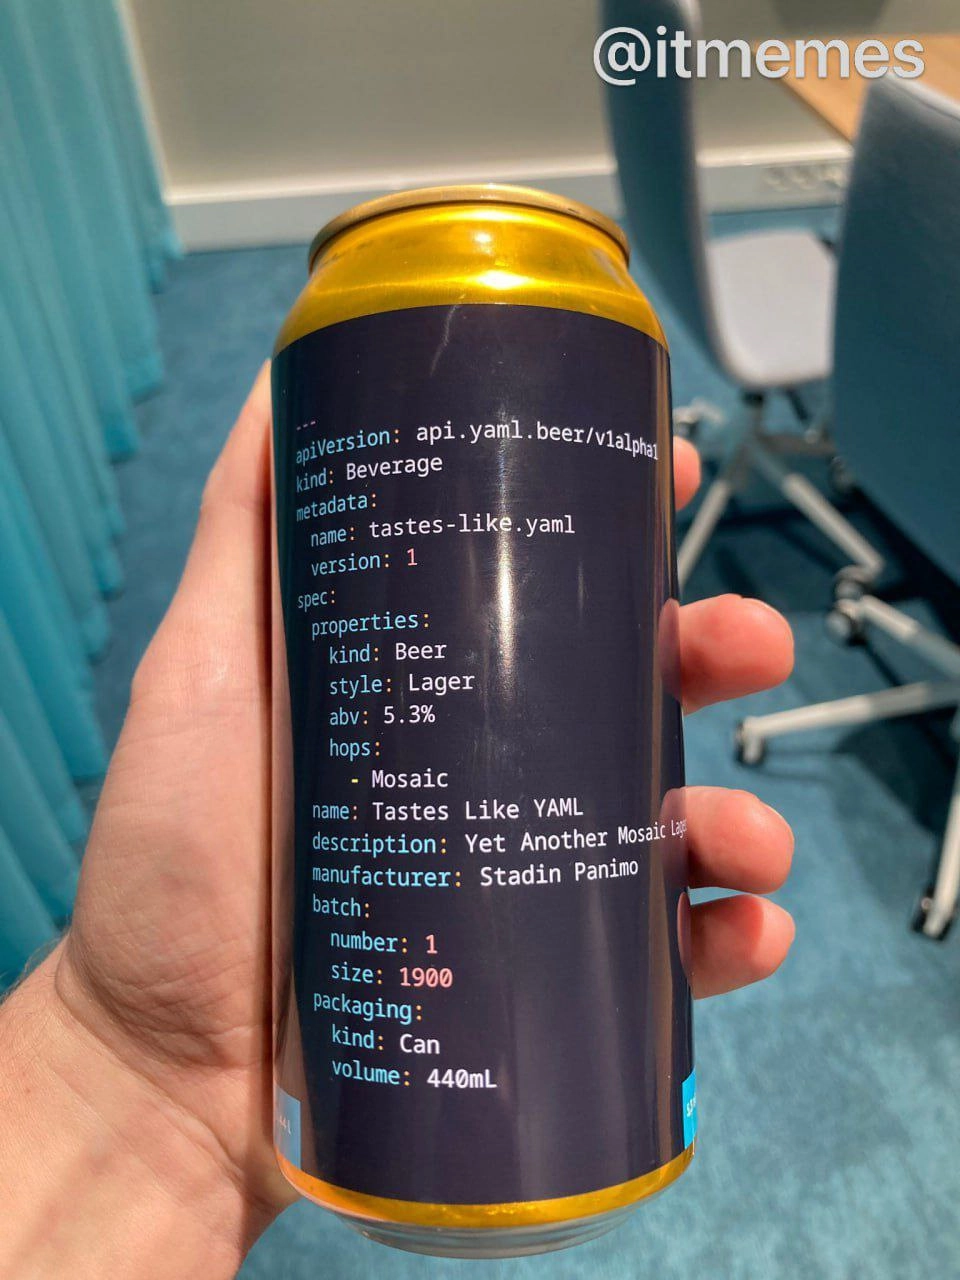 @itmemes
---
apiVersion: api.yaml.beer/v1alpha1
kind: Beverage
metadata:
  name: tastes-like.yaml
  version: 1
spec:
  properties:
    kind: Beer
    style: Lager
    abv: 5.3%
    hops:
      - Mosaic
  name: Tastes Like YAML
  description: Yet Another Mosaic Lager
  manufacturer: Stadin Panimo
  batch:
    number: 1
    size: 1900
  packaging:
    kind: Can
    volume: 440mL